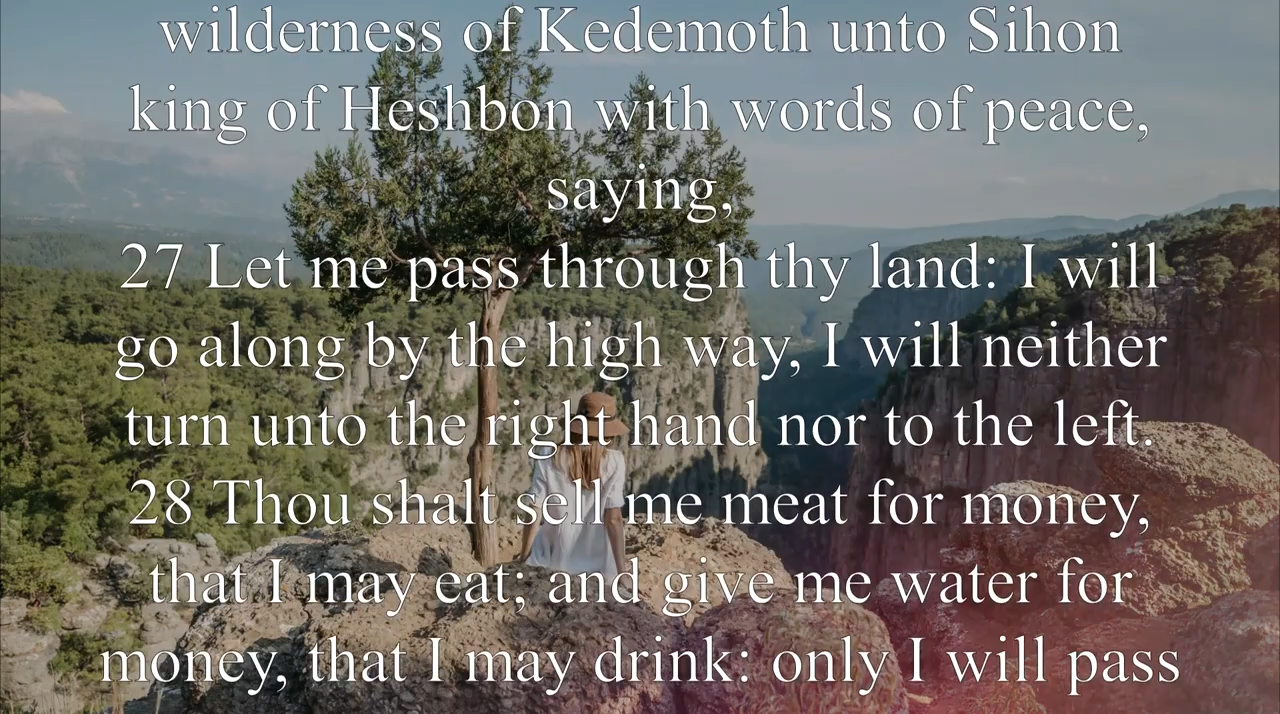 wilderness of Kedemoth unto Sihon
king of Heshbon with words of peace,
saying,
27 Let me pass through thy land: I will
go along by the high way, I will neither
turn unto the right hand nor to the left.
28 Thou shalt sell me meat for money,
that I may eat; and give me water for
money, that I may drink: only I will pass